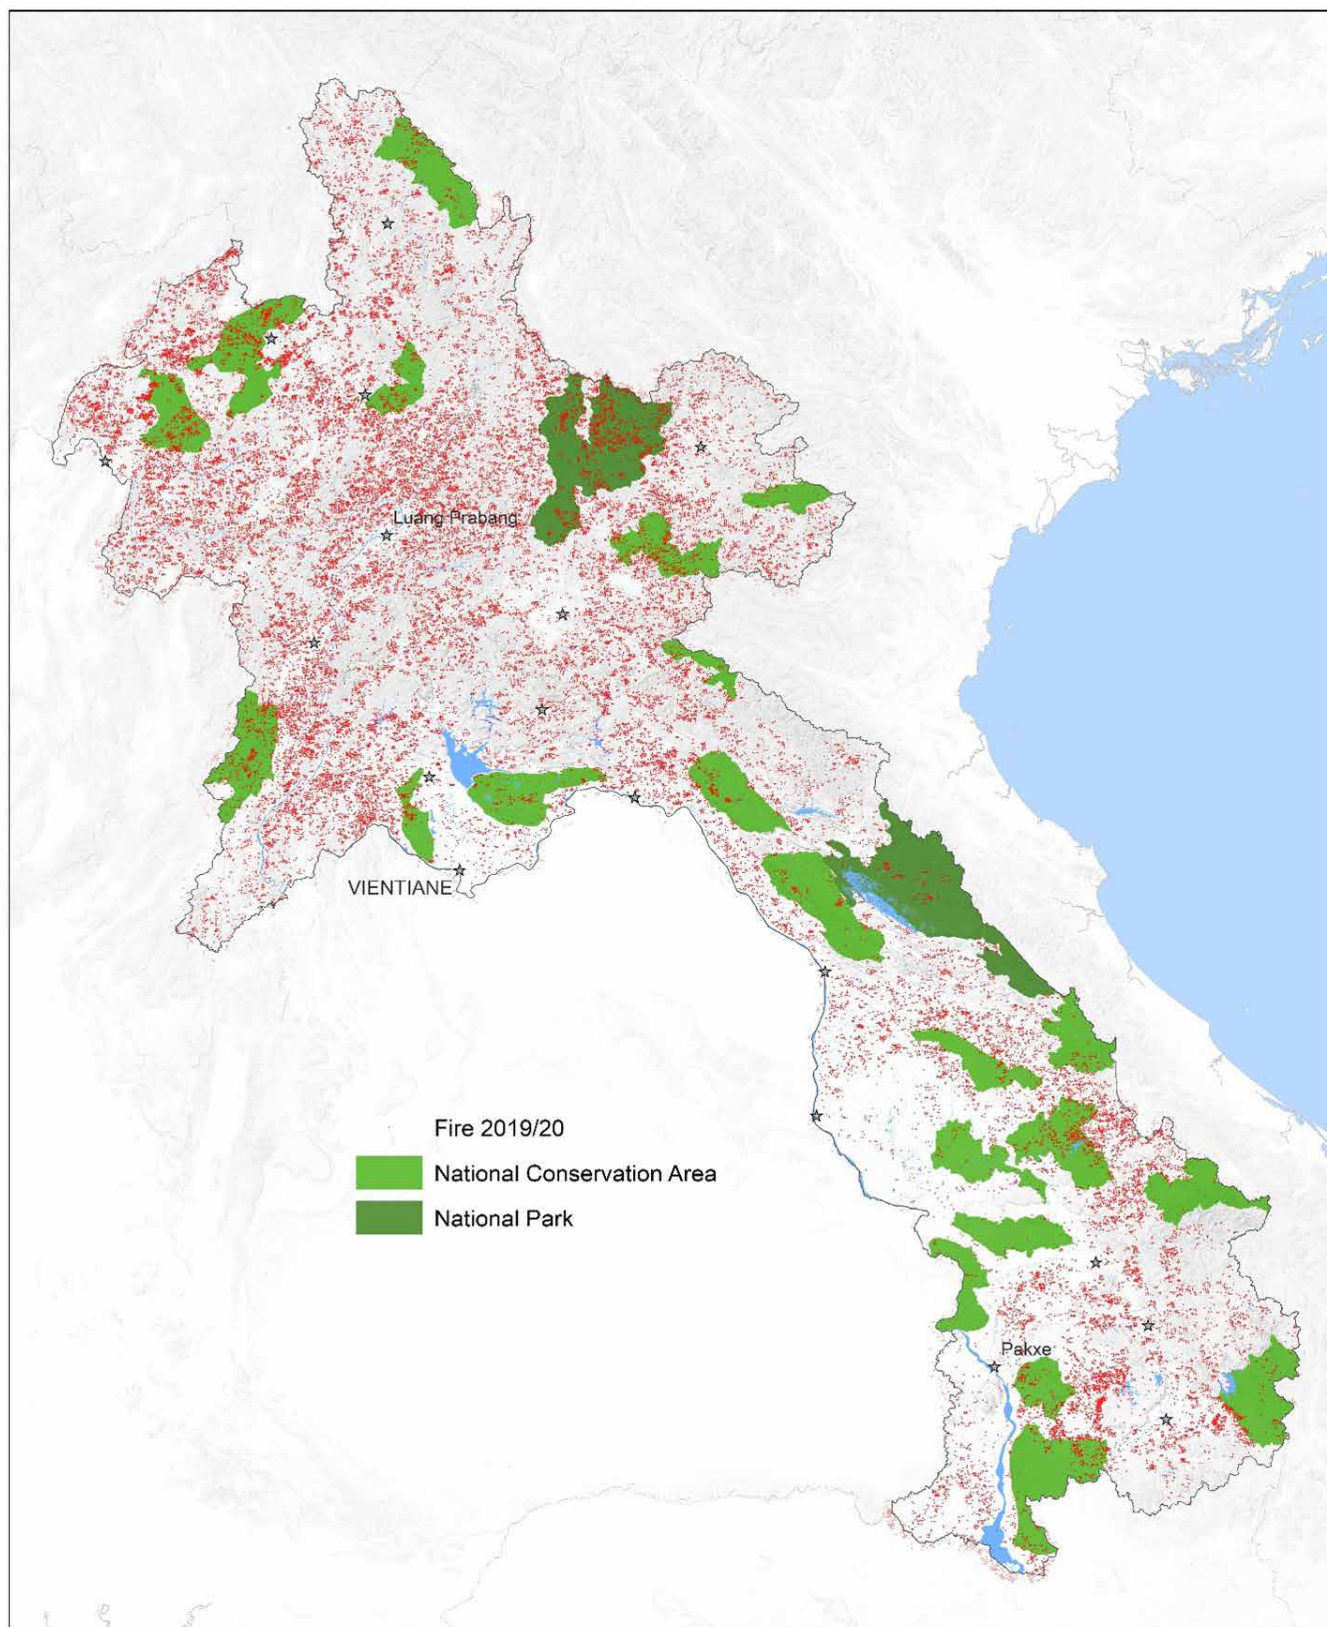 Luang Prabang
VIENTIANE
Fire 2019/20
National Conservation Area
National Park
Pakxe